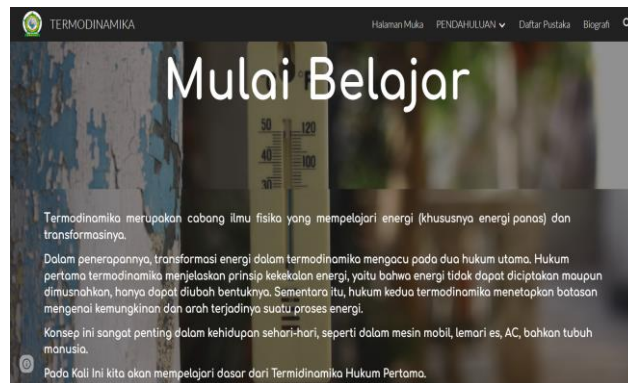 TERMODINAMIKA
Halaman Muka PENDAHULUAN Daftar Pustaka Biografi
Mulai Belajar
°F
50 120
40 100
30
Termodinamika merupakan cabang ilmu fisika yang mempelajari energi (khususnya energi panas) dan
transformasinya.
Dalam penerapannya, transformasi energi dalam termodinamika mengacu pada dua hukum utama. Hukum
pertama termodinamika menjelaskan prinsip kekekalan energi, yaitu bahwa energi tidak dapat diciptakan maupun
dimusnahkan, hanya dapat diubah bentuknya. Sementara itu, hukum kedua termodinamika menetapkan batasan
mengenai kemungkinan dan arah terjadinya suatu proses energi.
Konsep ini sangat penting dalam kehidupan sehari-hari, seperti dalam mesin mobil, lemari es, AC, bahkan tubuh
manusia.
Pada Kali Ini kita akan mempelajari dasar dari Termidinamika Hukum Pertama.